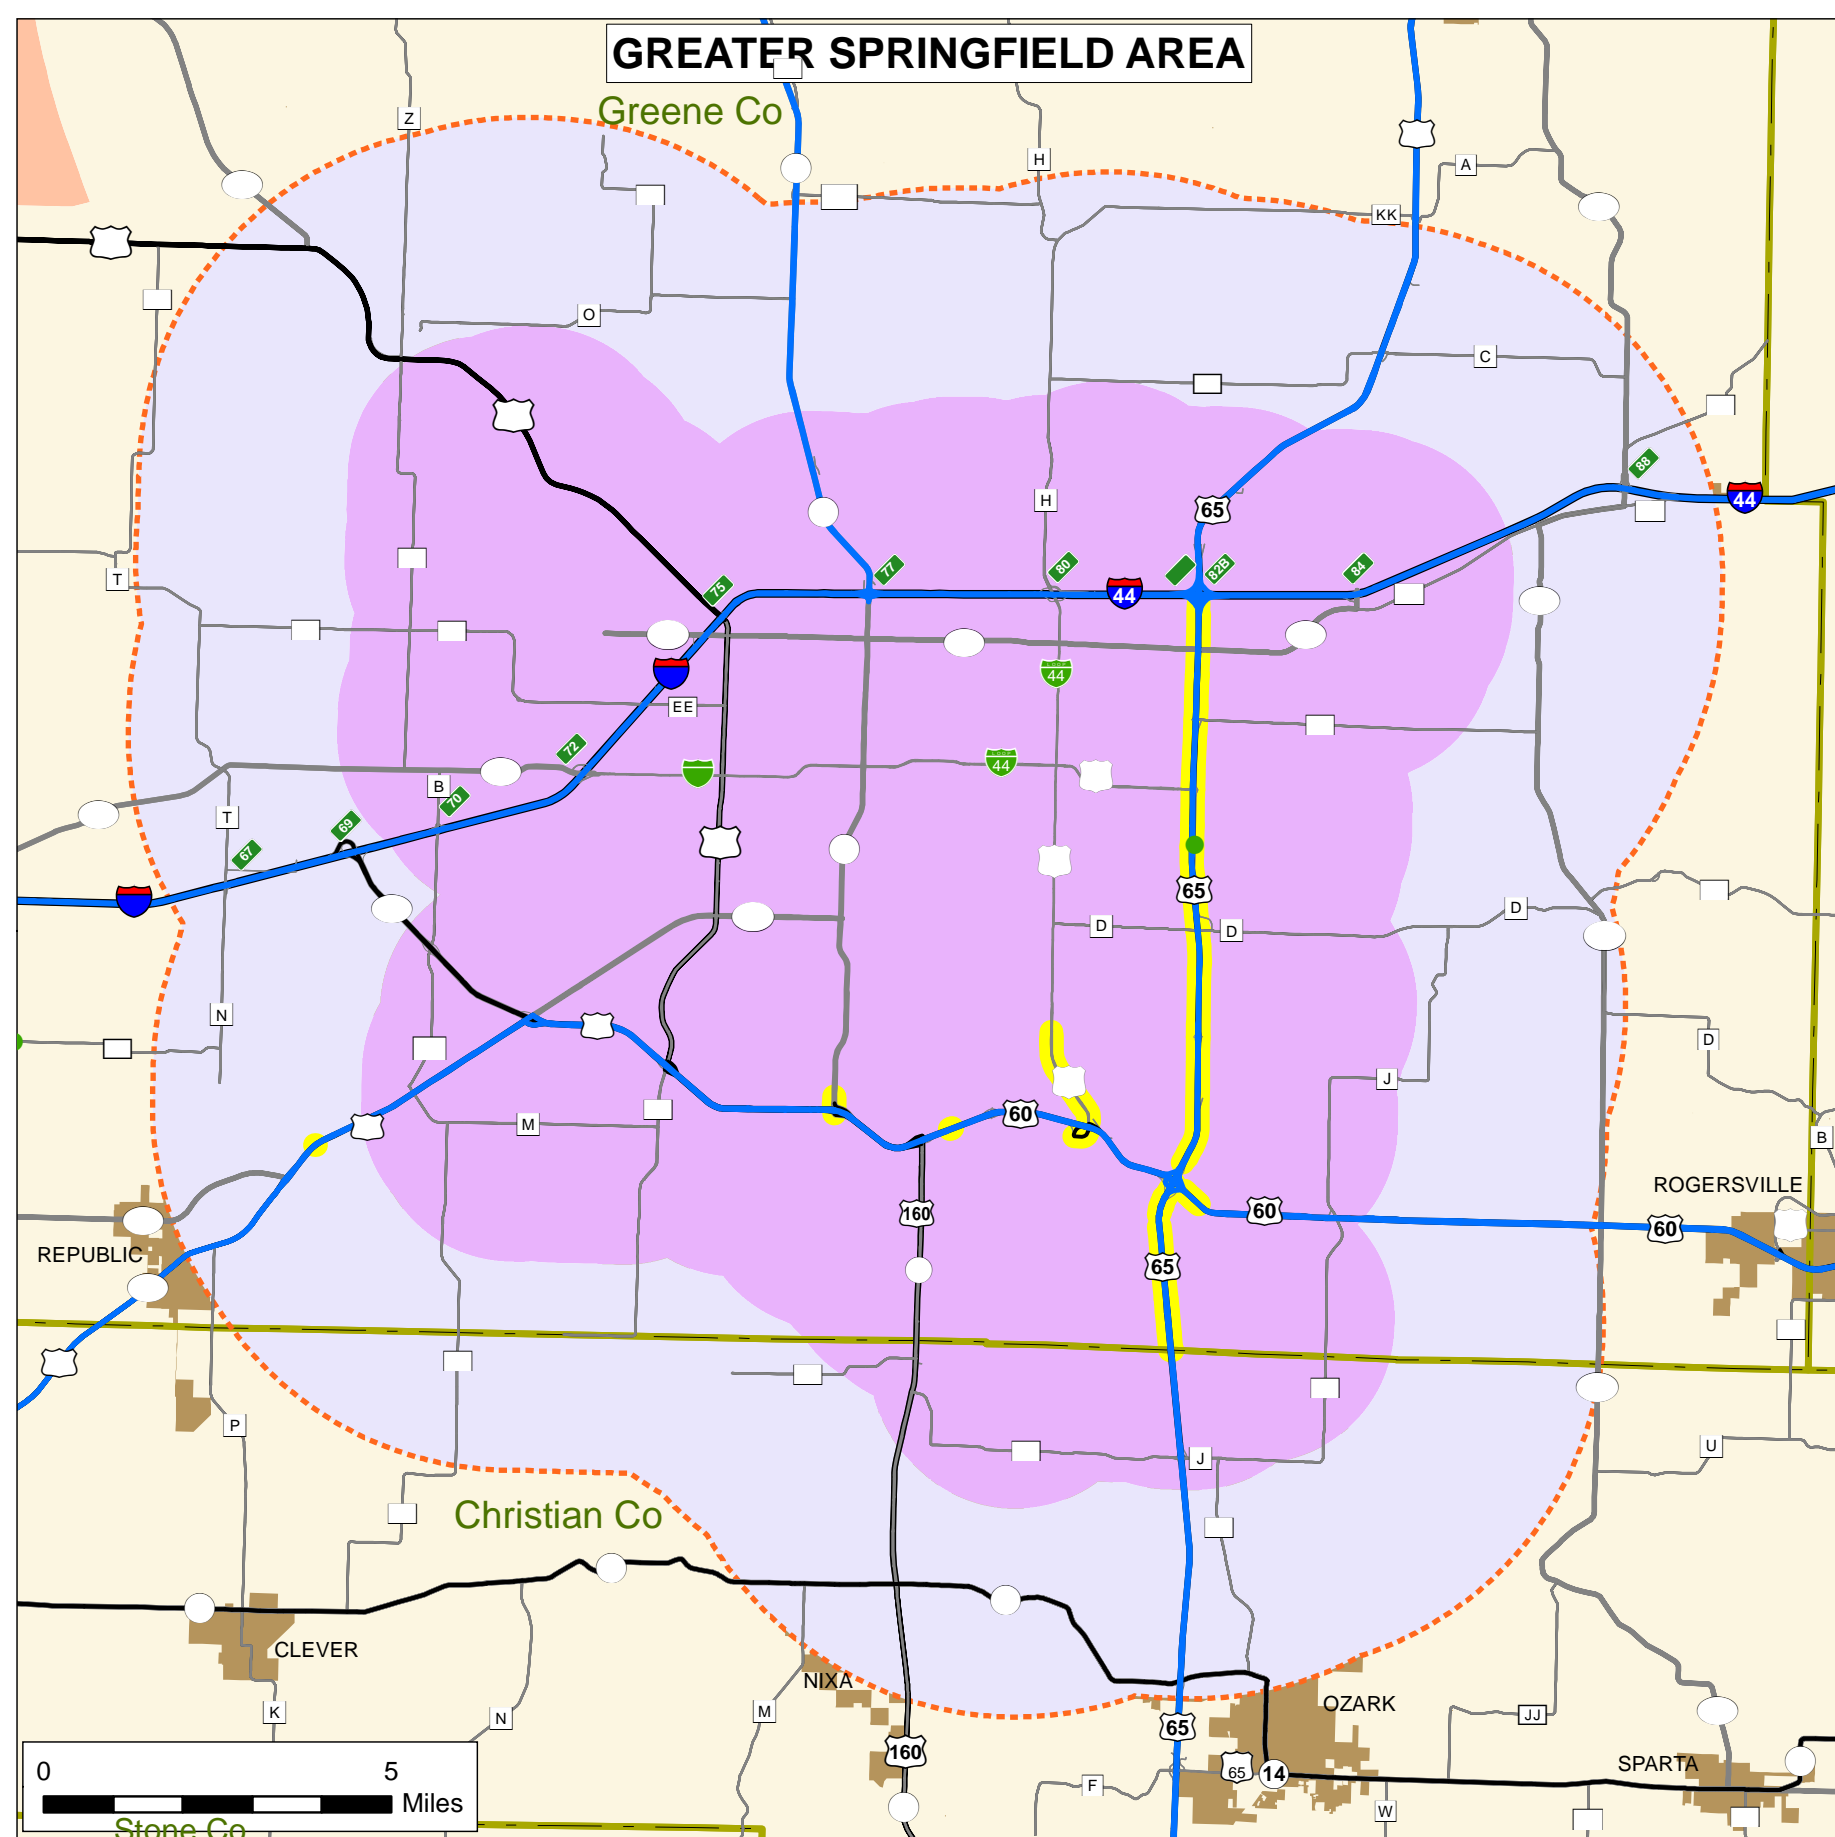 GREATER SPRINGFIELD AREA
Greene Co
Z
H
A
KK
O
C
88
44
H
65
75
77
80
82B
84
44
T
44
EE
72
44
B
70
T
69
67
65
D
D
D
N
D
J
60
M
B
ROGERSVILLE
160
60
60
REPUBLIC
65
P
U
J
Christian Co
CLEVER
NIXA
OZARK
K
N
M
JJ
65
160
SPARTA
0
5
Miles
65
14
F
W
Stone Co